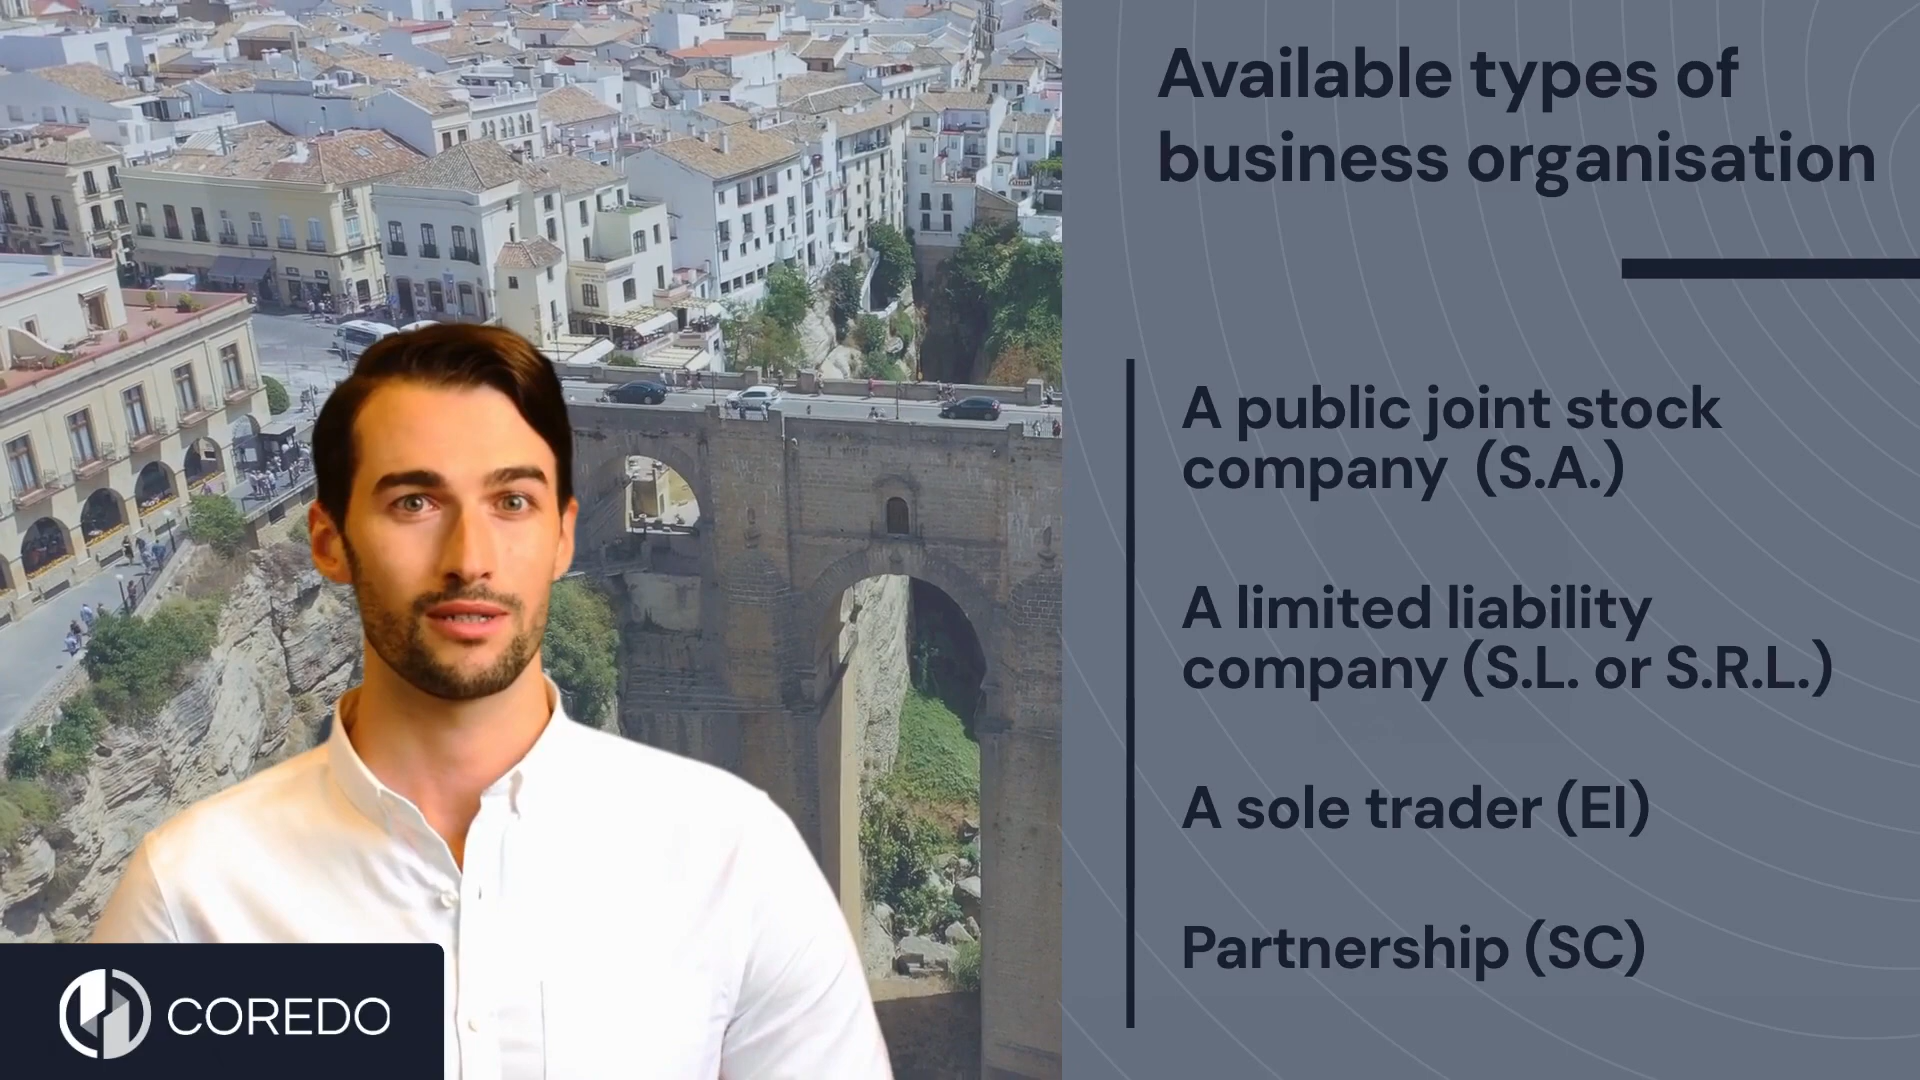 Available types of
business organisation
A public joint stock
company (S.A.)
A limited liability
company (S.L. or S.R.L.)
A sole trader (EI)
Partnership (SC)
COREDO